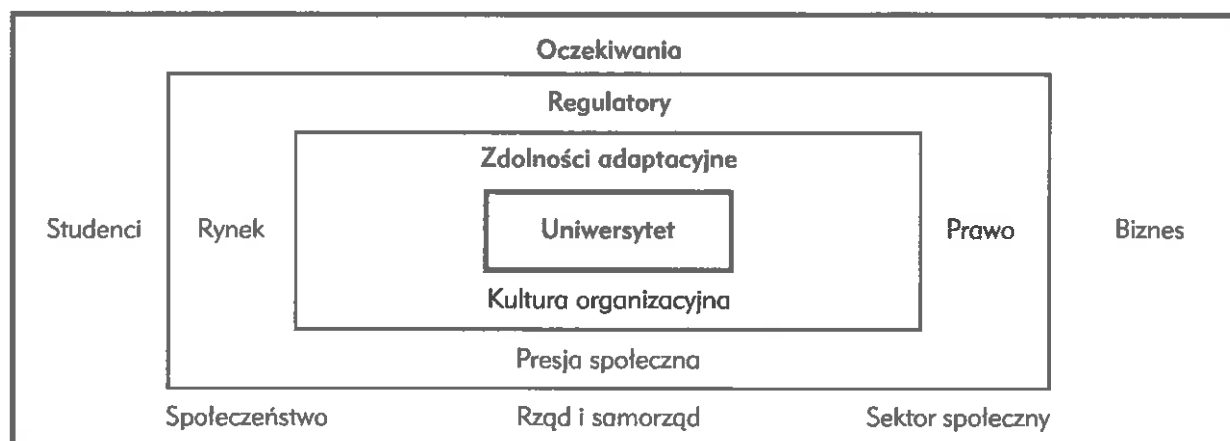 Oczekiwania
Regulatory
Zdolności adaptacyjne
Studenci Rynek Uniwersytet Prawo Biznes
Kultura organizacyjna
Presja społeczna
Społeczeństwo Rząd i samorząd Sektor społeczny